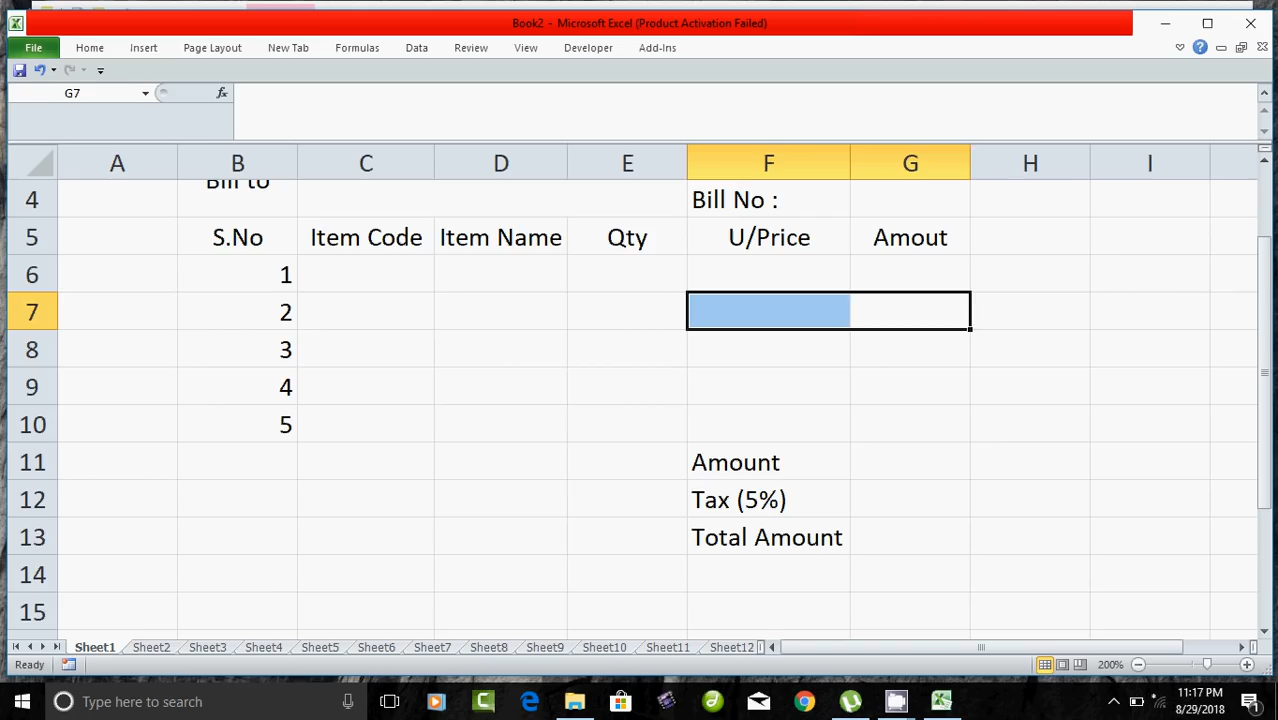 Book2 - Microsoft Excel (Product Activation Failed)
File Home Insert Page Layout New Tab Formulas Data Review View Developer Add-Ins
G7 fx
A B C D E F G H I
4 Bill to Bill No :
5 S.No Item Code Item Name Qty U/Price Amout
6 1
7 2
8 3
9 4
10 5
11 Amount
12 Tax (5%)
13 Total Amount
14
15
Sheet1 Sheet2 Sheet3 Sheet4 Sheet5 Sheet6 Sheet7 Sheet8 Sheet9 Sheet10 Sheet11 Sheet12
Ready 200%
Type here to search 11:17 PM
8/29/2018